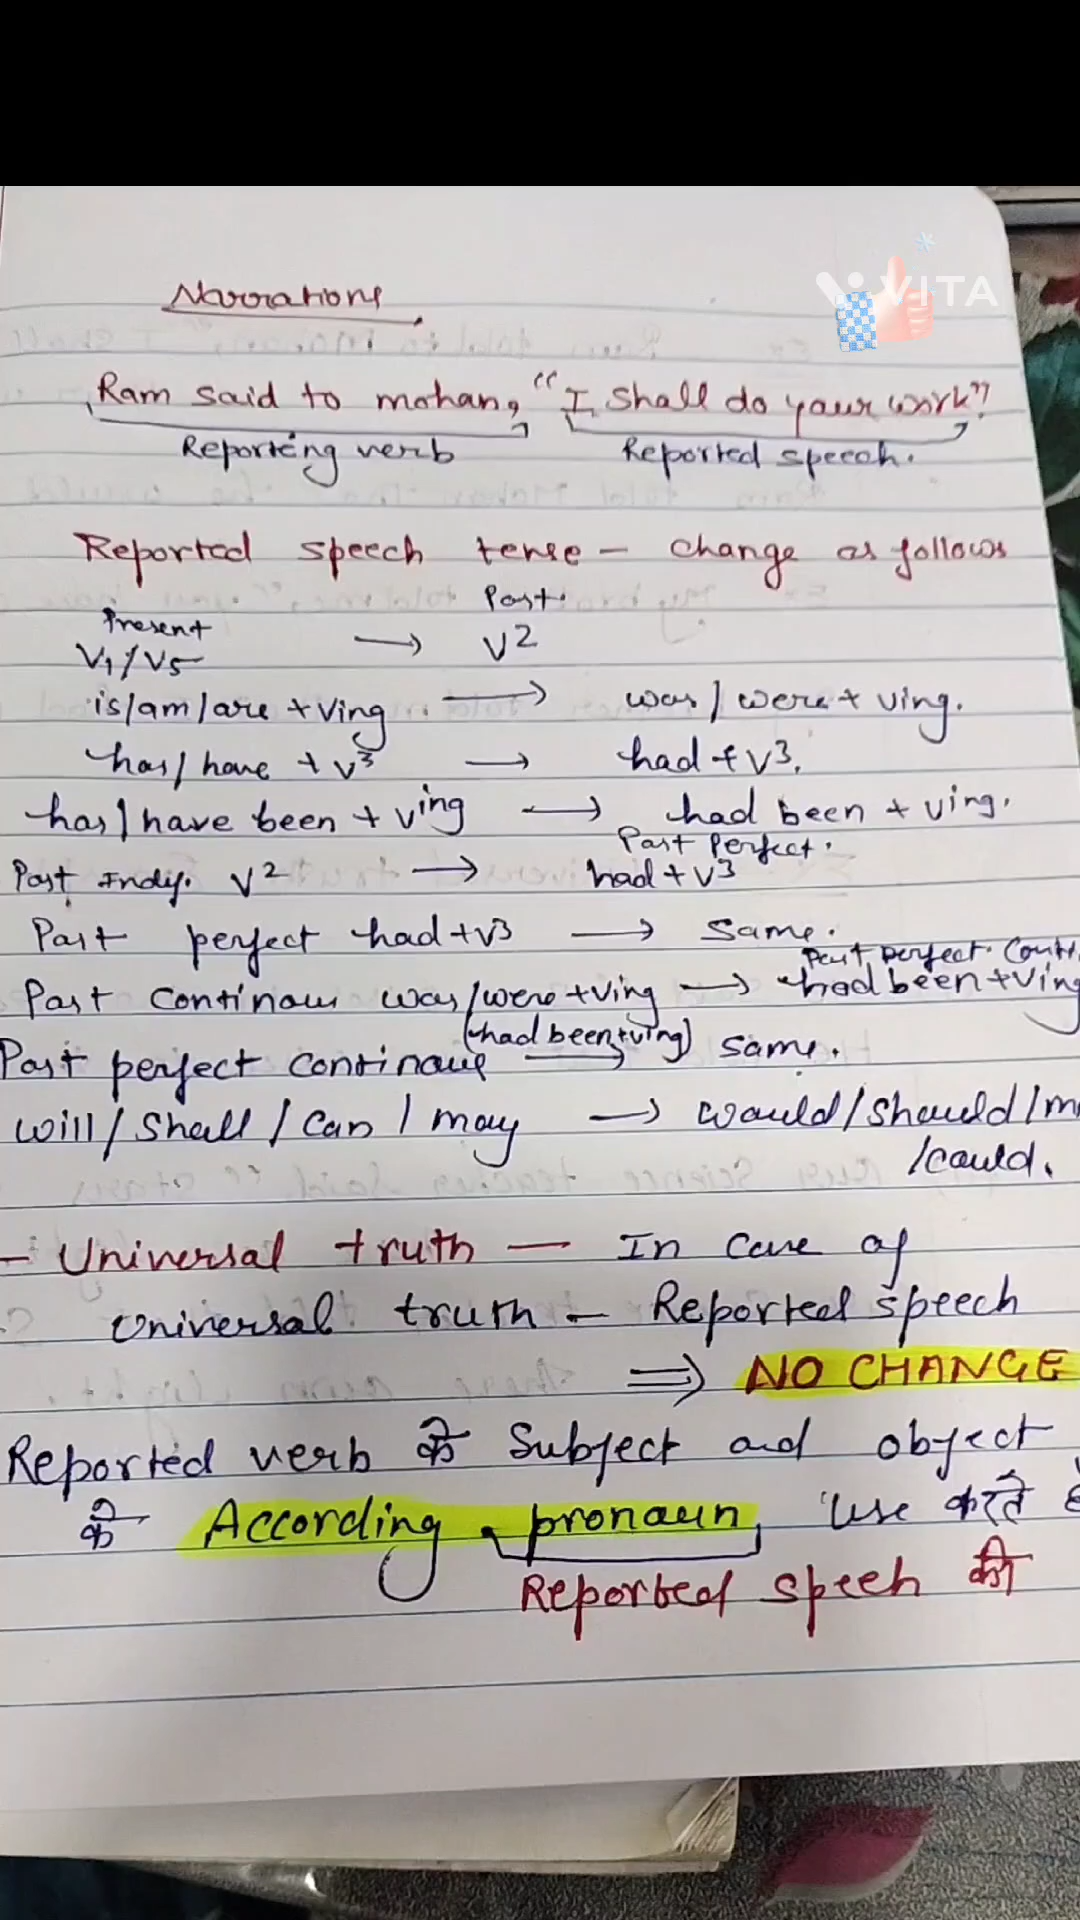 VITA
Narrations
Ram said to mohan, "I shall do your work"
Reporting verb Reported speech.
Reported speech tense - change as follows
Present Past
V1/V5 → V2
is/am/are + Ving → was/were + Ving.
has/have + V3 → had + V3.
has/have been + Ving → had been + Ving.
Past Perfect.
Past Indf. V2 → had + V3
Past perfect had + V3 → Same.
Past perfect. Conti
Past continous was/were + Ving → had been + Ving
(had been + Ving)
Past perfect continous → same.
will/shall/can/may → would/should/m
/could.
- Universal truth - In case of
Universal truth - Reported speech
⇒ NO CHANGE
Reported verb के subject and object
के According pronoun use करते
Reported speech की